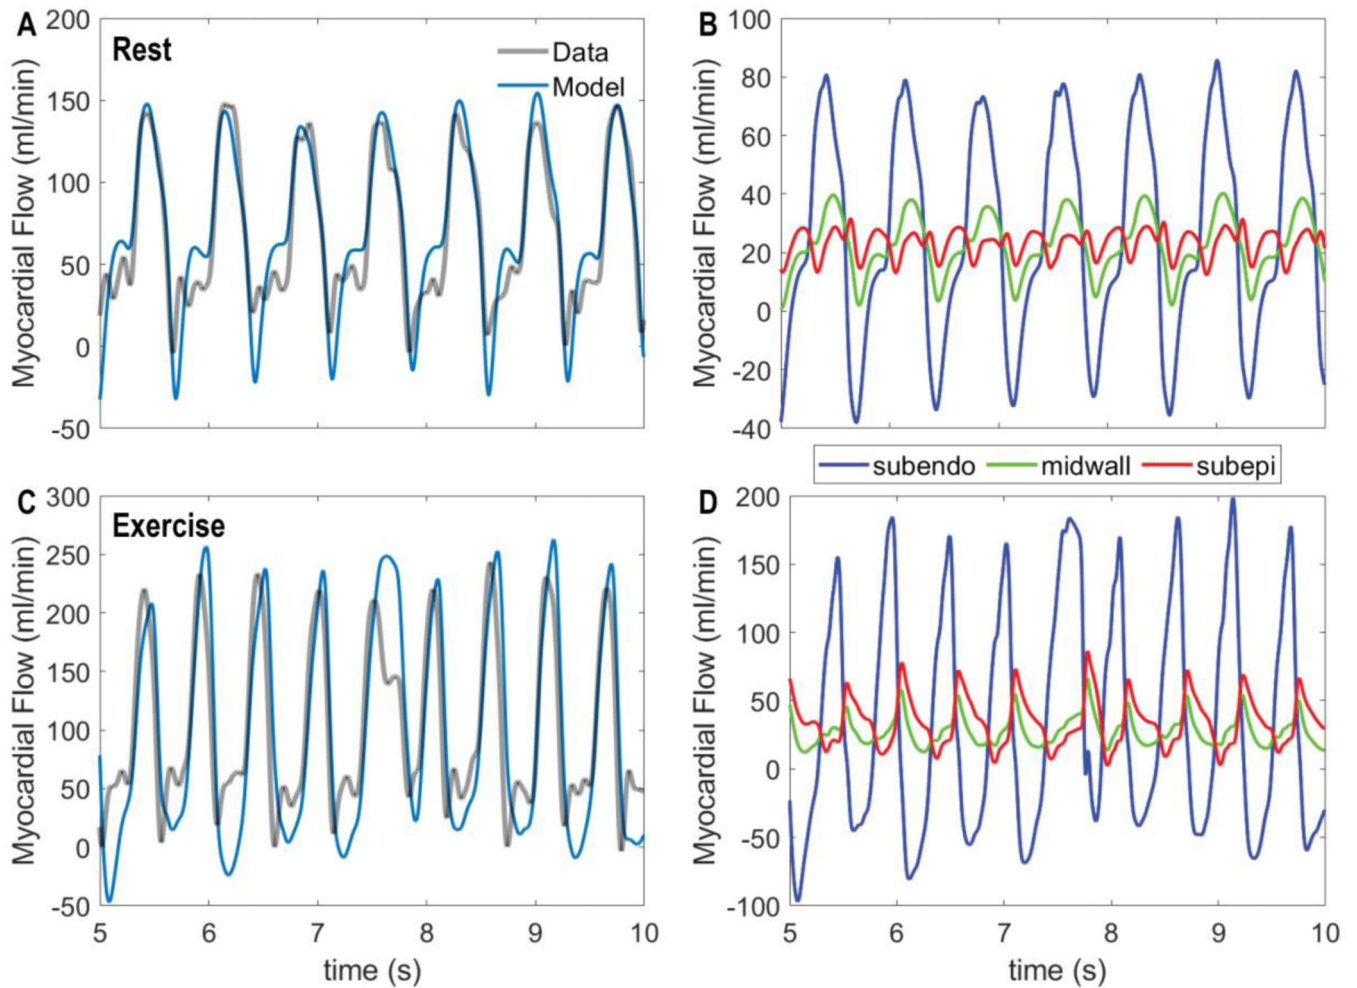 A
Rest
Data
Model
Myocardial Flow (ml/min)
200
150
100
50
0
-50
B
Myocardial Flow (ml/min)
100
80
60
40
20
0
-20
-40
subendo midwall subepi
C
Exercise
Myocardial Flow (ml/min)
300
250
200
150
100
50
0
-50
5 6 7 8 9 10
time (s)
D
Myocardial Flow (ml/min)
200
150
100
50
0
-50
-100
5 6 7 8 9 10
time (s)